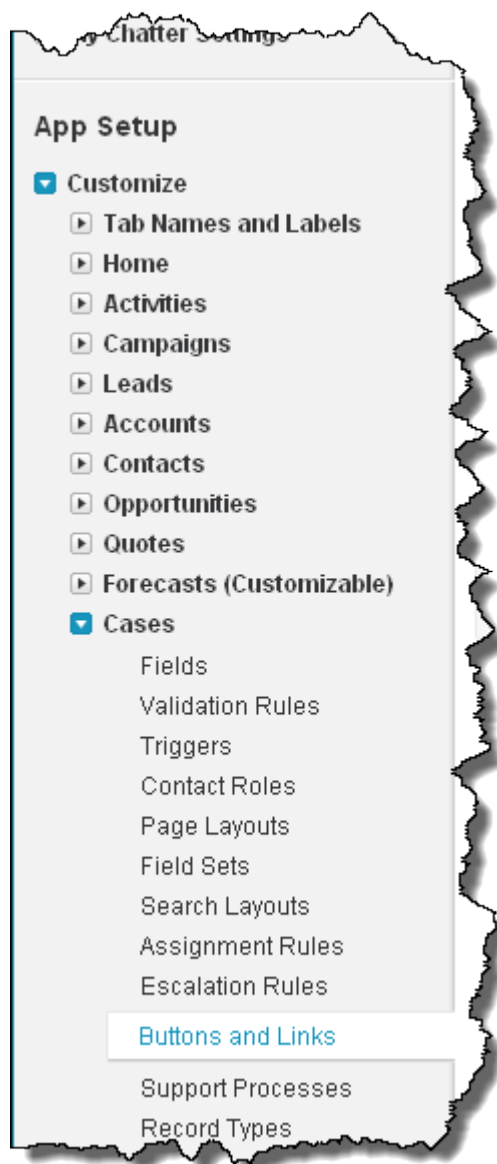 Chatter Settings
App Setup
Customize
Tab Names and Labels
Home
Activities
Campaigns
Leads
Accounts
Contacts
Opportunities
Quotes
Forecasts (Customizable)
Cases
Fields
Validation Rules
Triggers
Contact Roles
Page Layouts
Field Sets
Search Layouts
Assignment Rules
Escalation Rules
Buttons and Links
Support Processes
Record Types